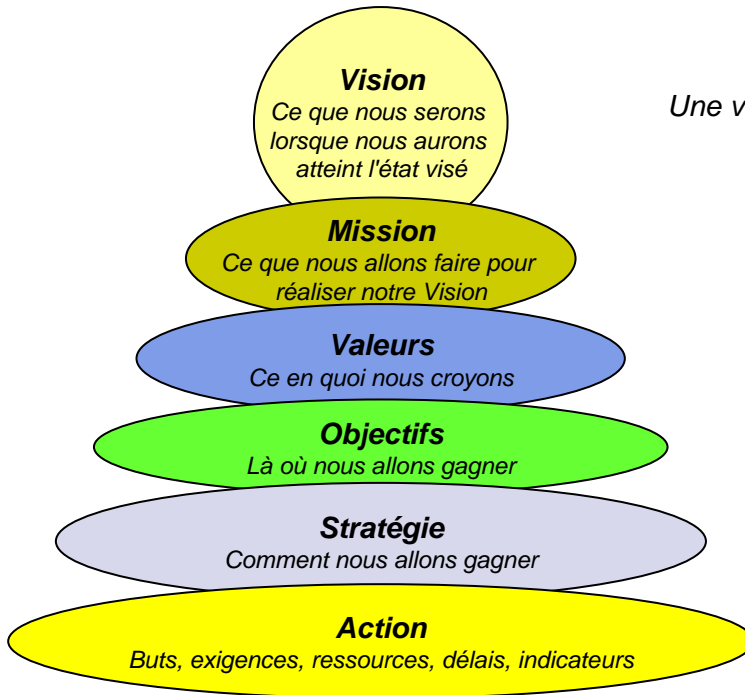 Vision
Ce que nous serons
lorsque nous aurons
atteint l'état visé
Une v
Mission
Ce que nous allons faire pour
réaliser notre Vision
Valeurs
Ce en quoi nous croyons
Objectifs
Là où nous allons gagner
Stratégie
Comment nous allons gagner
Action
Buts, exigences, ressources, délais, indicateurs